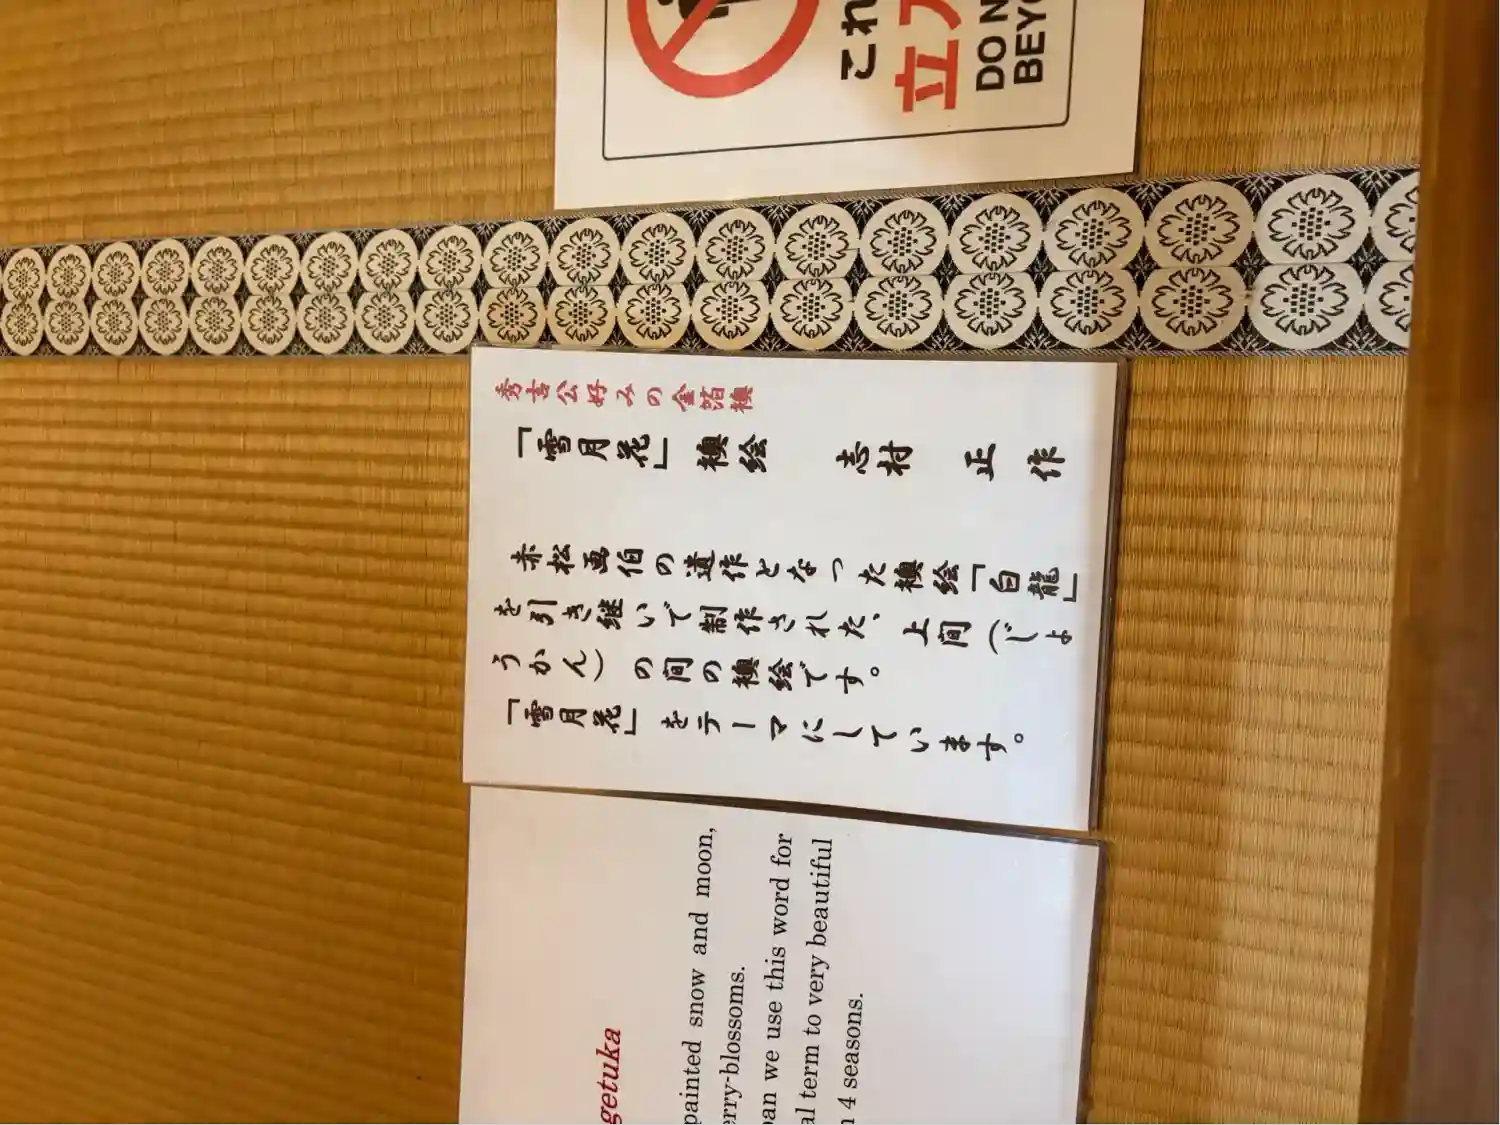 これ
立
DO N
BEYO
秀吉公好みの金箔襖
「雪月花」襖絵 志村 正 作
赤松画伯の遺作となった襖絵「白龍」
を引き継いで制作された、上間（じょ
うかん）の間の襖絵です。
「雪月花」をテーマにしています。
getuka
painted snow and moon,
erry-blossoms.
pan we use this word for
al term to very beautiful
n 4 seasons.